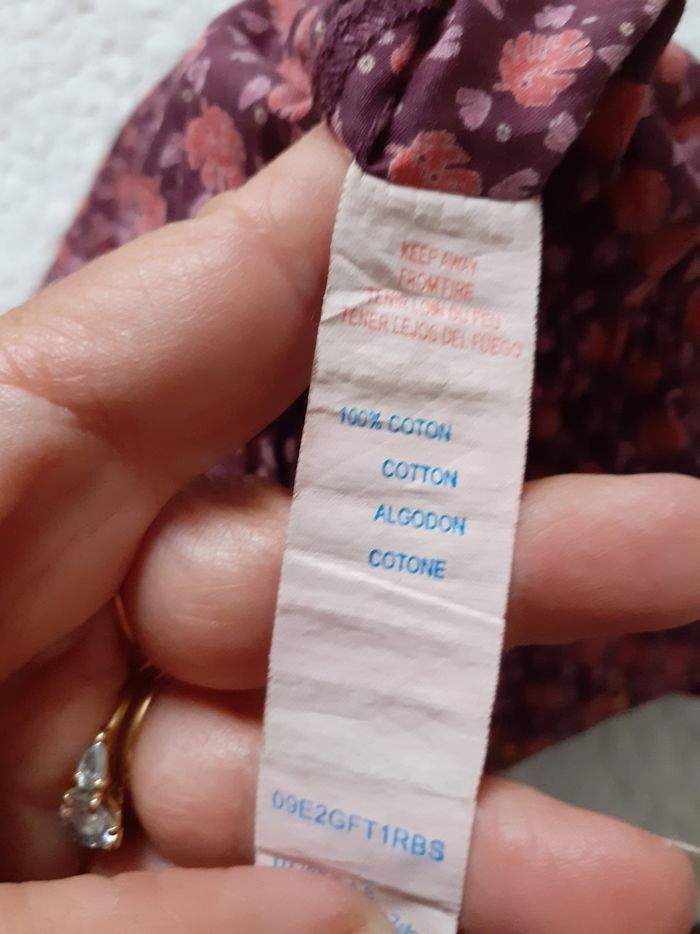 KEEP AWAY
FROM FIRE
TENIR LOIN DU FEU
TENER LEJOS DEL FUEGO
100% COTON
COTTON
ALGODON
COTONE
09E2GFT1RBS